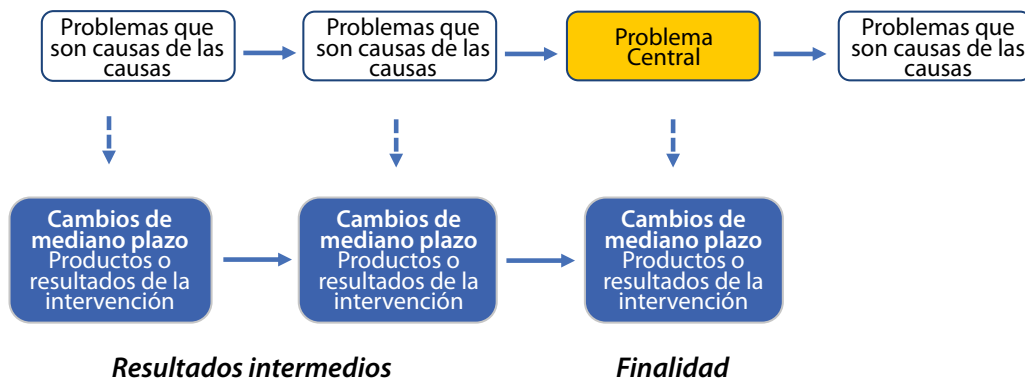 Problemas que
son causas de las
causas
Problemas que
son causas de las
causas
Problema
Central
Problemas que
son causas de las
causas
Cambios de
mediano plazo
Productos o
resultados de la
intervención
Cambios de
mediano plazo
Productos o
resultados de la
intervención
Cambios de
mediano plazo
Productos o
resultados de la
intervención
Resultados intermedios
Finalidad